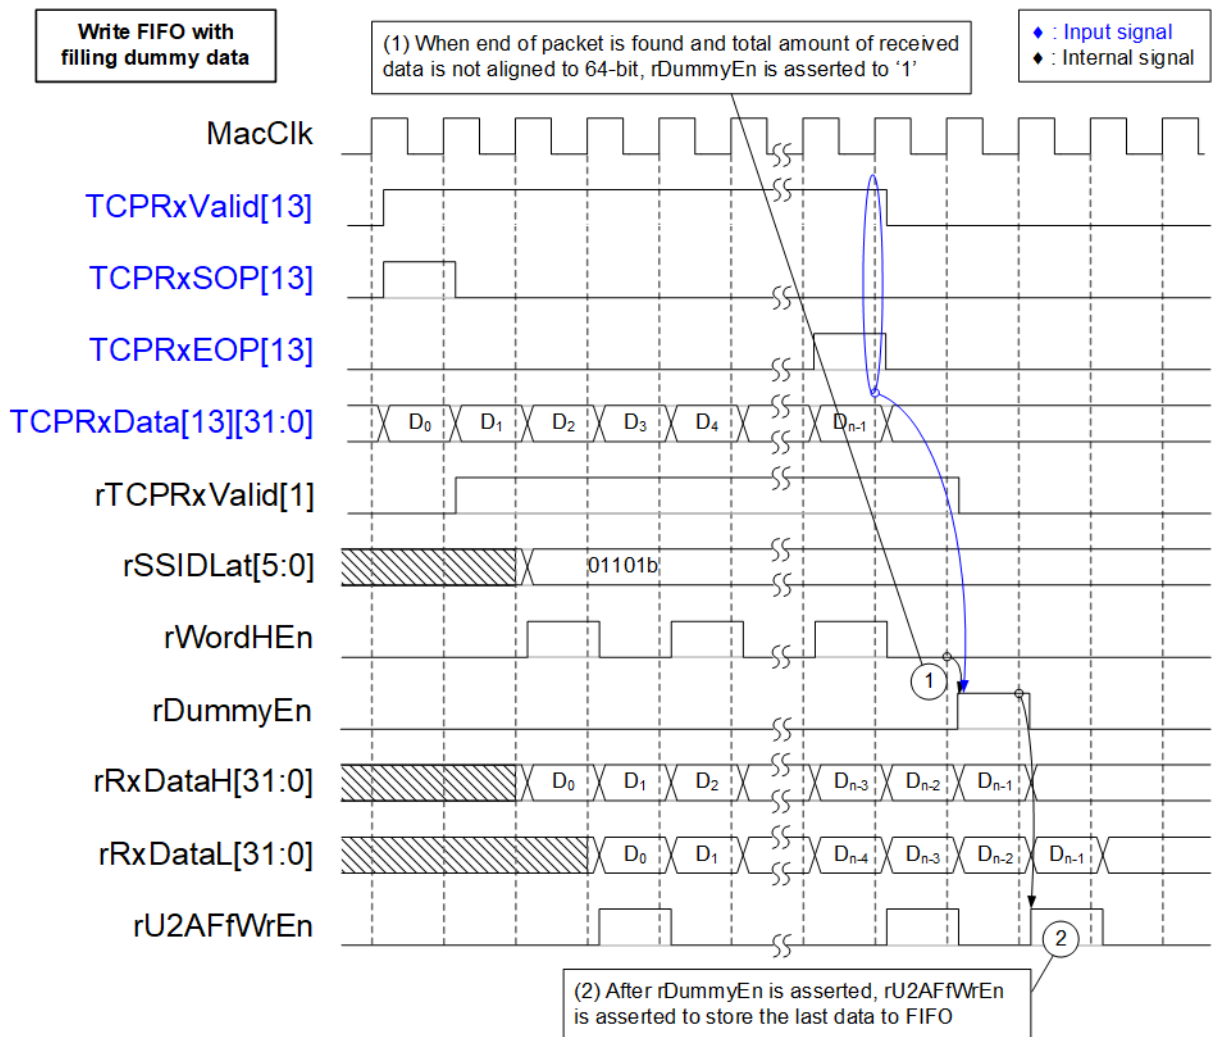 Write FIFO with
filling dummy data
(1) When end of packet is found and total amount of received
data is not aligned to 64-bit, rDummyEn is asserted to ‘1’
♦ : Input signal
♦ : Internal signal
MacClk
TCPRxValid[13]
TCPRxSOP[13]
TCPRxEOP[13]
TCPRxData[13][31:0] D₀ D₁ D₂ D₃ D₄ Dₙ₋₁
rTCPRxValid[1]
rSSIDLat[5:0] 01101b
rWordHEn
1
rDummyEn
rRxDataH[31:0] D₀ D₁ D₂ Dₙ₋₃ Dₙ₋₂ Dₙ₋₁
rRxDataL[31:0] D₀ D₁ Dₙ₋₄ Dₙ₋₃ Dₙ₋₂ Dₙ₋₁
rU2AFfWrEn
2
(2) After rDummyEn is asserted, rU2AFfWrEn
is asserted to store the last data to FIFO